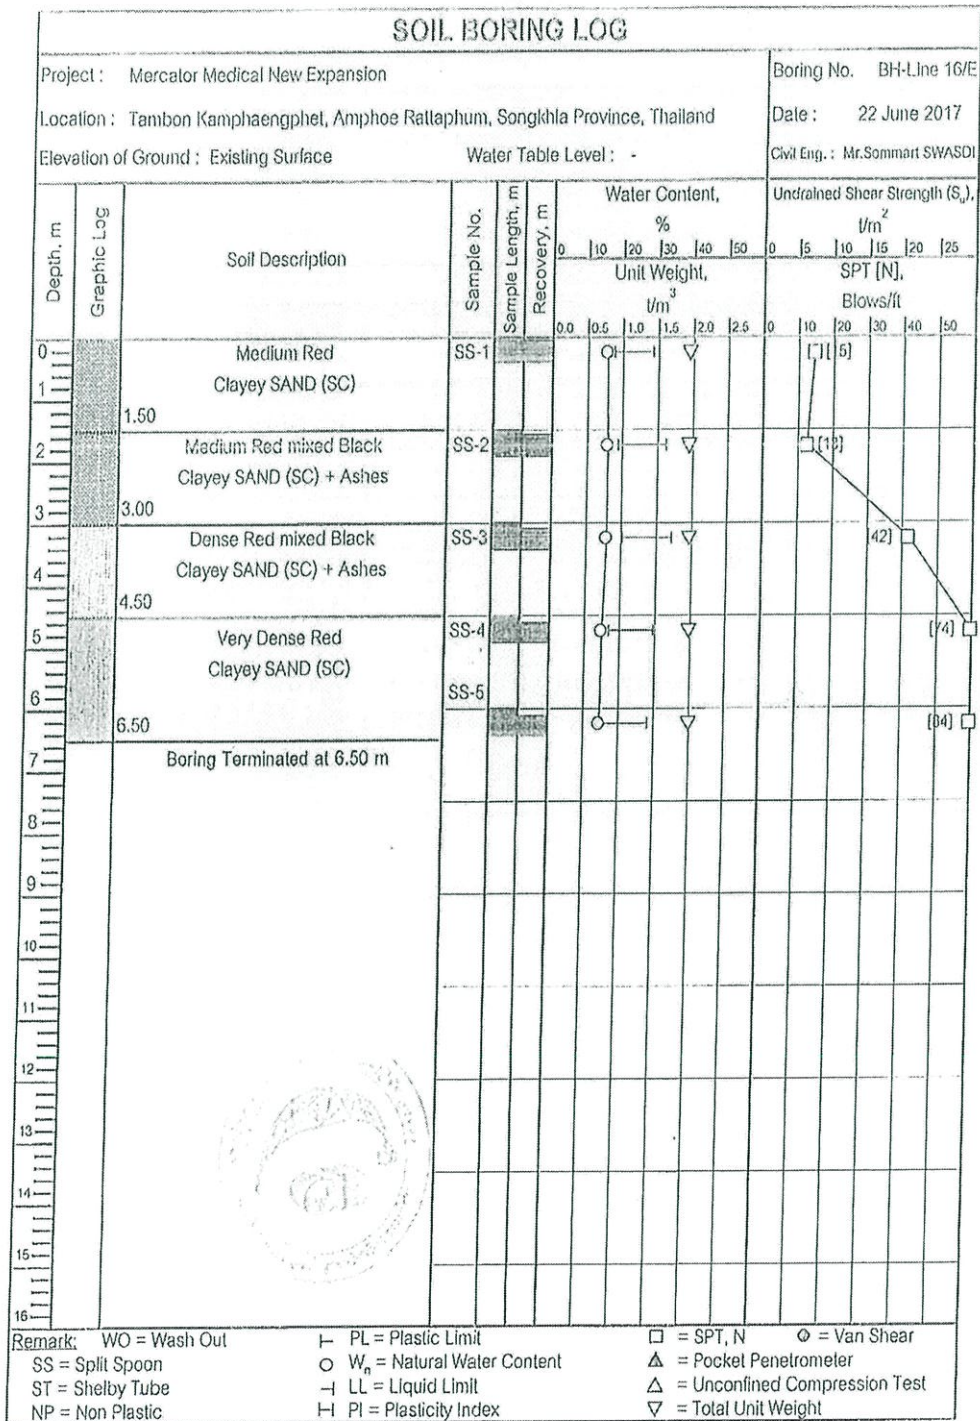 SOIL BORING LOG
Project : Mercator Medical New Expansion
Boring No. BH-Line 16/E
Location : Tambon Kamphaengphet, Amphoe Rattaphum, Songkhla Province, Thailand
Date : 22 June 2017
Elevation of Ground : Existing Surface Water Table Level : -
Civil Eng. : Mr.Sommart SWASDI
Depth, m
Graphic Log
Soil Description
Sample No.
Sample Length, m
Recovery, m
Water Content,
%
0 10 20 30 40 50
Unit Weight,
t/m3
0.0 0.5 1.0 1.5 2.0 2.5
Undrained Shear Strength (Su),
t/m2
0 5 10 15 20 25
SPT [N],
Blows/ft
0 10 20 30 40 50
0
1
2
3
4
5
6
7
8
9
10
11
12
13
14
15
16
Medium Red
Clayey SAND (SC)
1.50
SS-1
Medium Red mixed Black
Clayey SAND (SC) + Ashes
3.00
SS-2
Dense Red mixed Black
Clayey SAND (SC) + Ashes
4.50
SS-3
[42]
Very Dense Red
Clayey SAND (SC)
6.50
SS-4
SS-5
Boring Terminated at 6.50 m
Remark: WO = Wash Out
SS = Split Spoon
ST = Shelby Tube
NP = Non Plastic
PL = Plastic Limit
Wn = Natural Water Content
LL = Liquid Limit
PI = Plasticity Index
= SPT, N = Van Shear
= Pocket Penetrometer
= Unconfined Compression Test
= Total Unit Weight